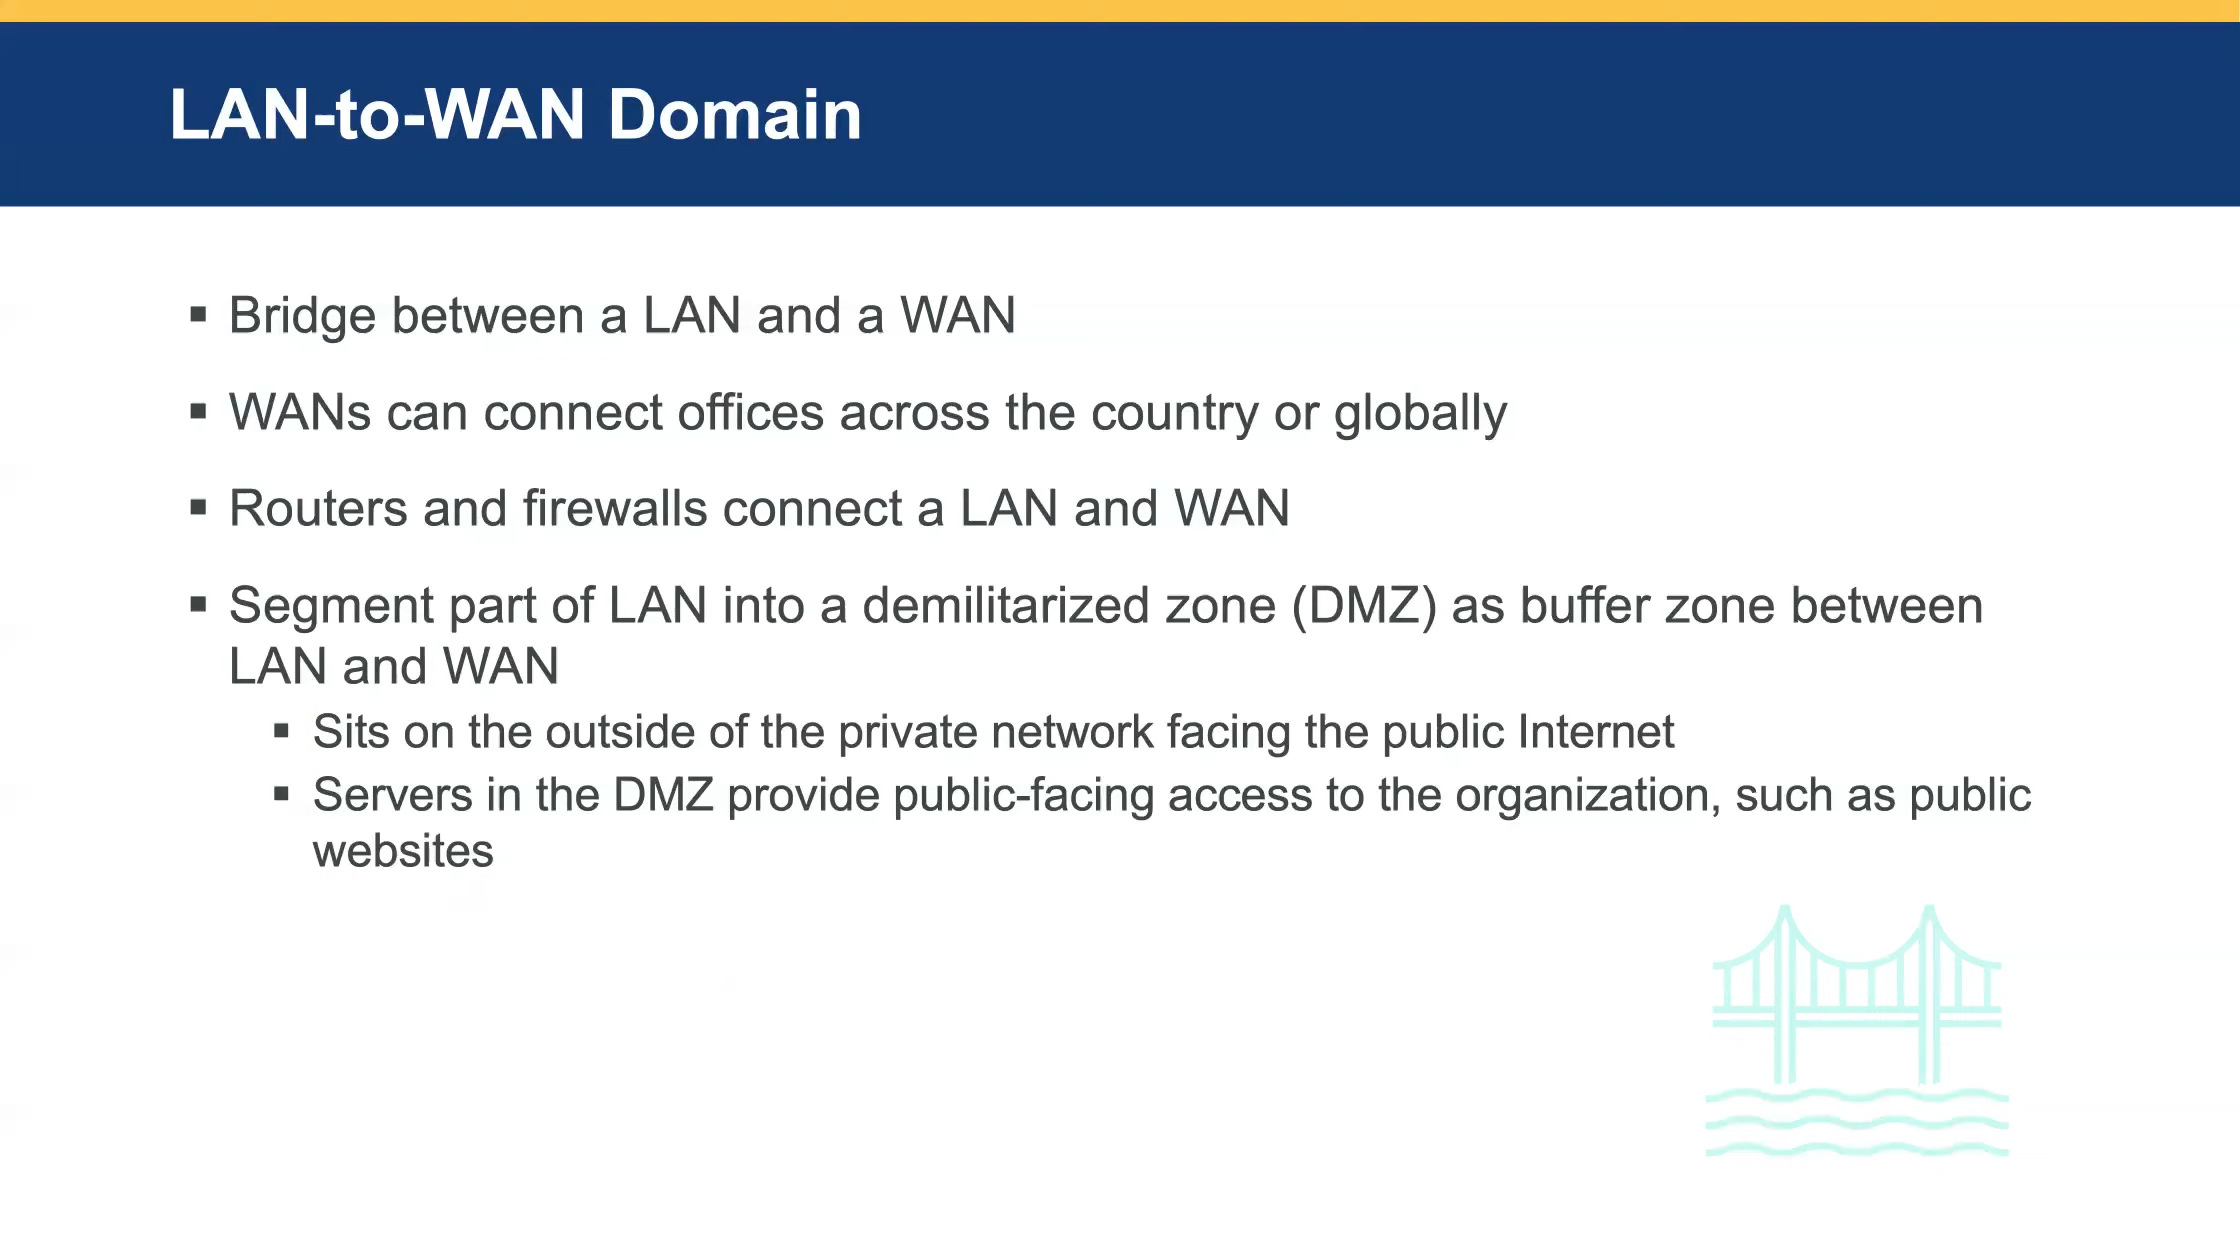 LAN-to-WAN Domain
▪ Bridge between a LAN and a WAN
▪ WANs can connect offices across the country or globally
▪ Routers and firewalls connect a LAN and WAN
▪ Segment part of LAN into a demilitarized zone (DMZ) as buffer zone between
LAN and WAN
▪ Sits on the outside of the private network facing the public Internet
▪ Servers in the DMZ provide public-facing access to the organization, such as public
websites